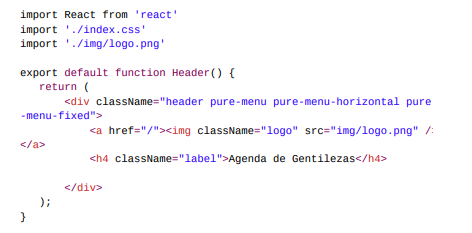 import React from 'react'
import './index.css'
import './img/logo.png'
export default function Header() {
return (
<div className="header pure-menu pure-menu-horizontal pure
-menu-fixed">
<a href="/"><img className="logo" src="img/logo.png" /
</a>
<h4 className="label">Agenda de Gentilezas</h4>
</div>
);
}